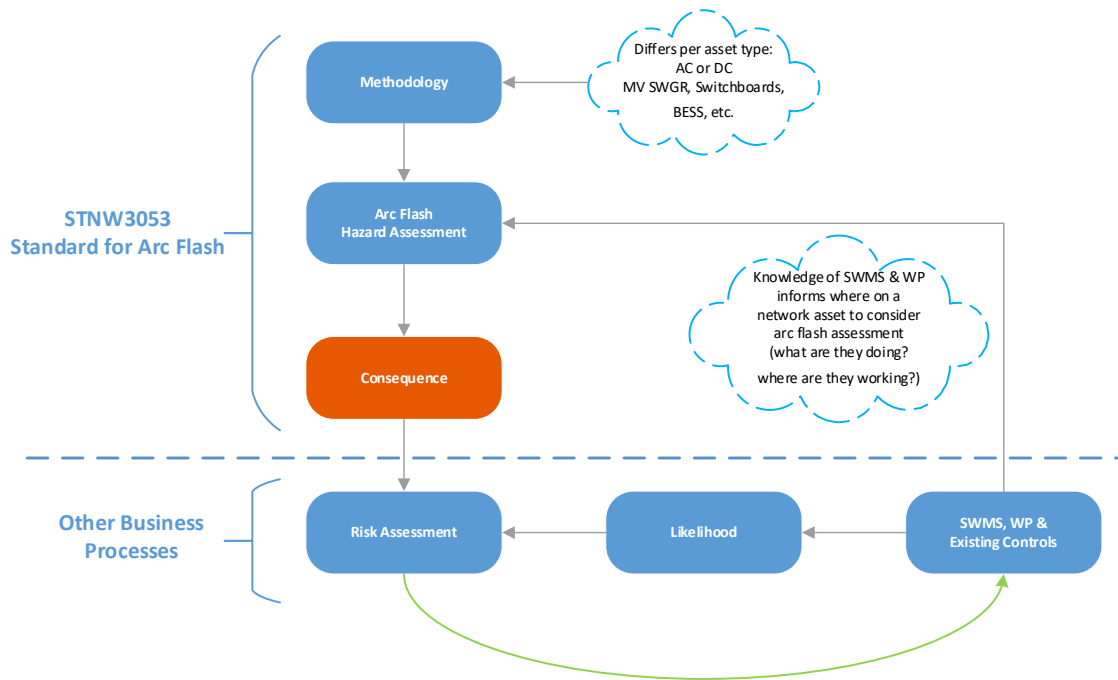 Differs per asset type:
AC or DC
MV SWGR, Switchboards,
BESS, etc.
Methodology
STNW3053
Standard for Arc Flash
Arc Flash
Hazard Assessment
Knowledge of SWMS & WP
informs where on a
network asset to consider
arc flash assessment
(what are they doing?
where are they working?)
Consequence
Other Business
Processes
Risk Assessment
Likelihood
SWMS, WP &
Existing Controls